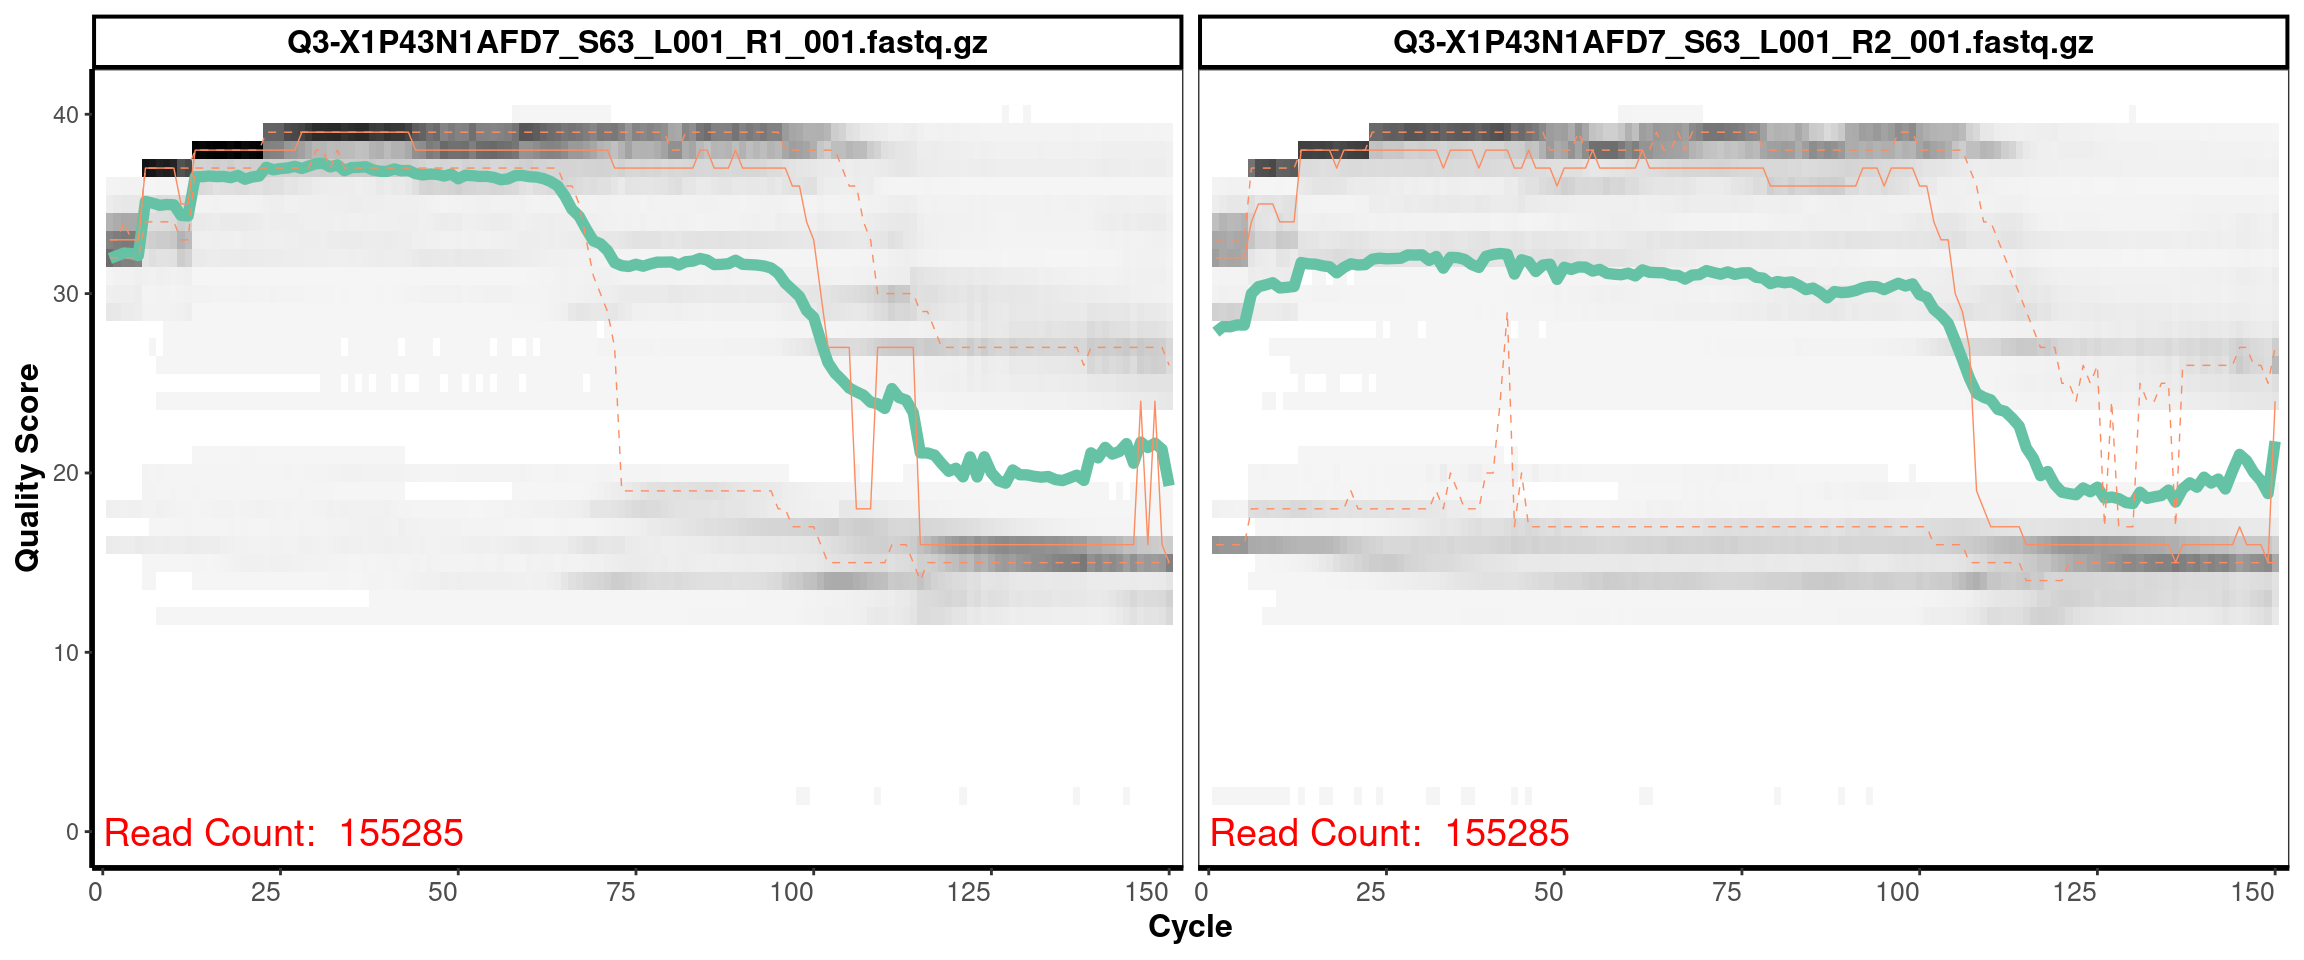 Q3-X1P43N1AFD7_S63_L001_R1_001.fastq.gz
Q3-X1P43N1AFD7_S63_L001_R2_001.fastq.gz
Quality Score
40
30
20
10
0
Read Count: 155285
Read Count: 155285
0 25 50 75 100 125 150
0 25 50 75 100 125 150
Cycle